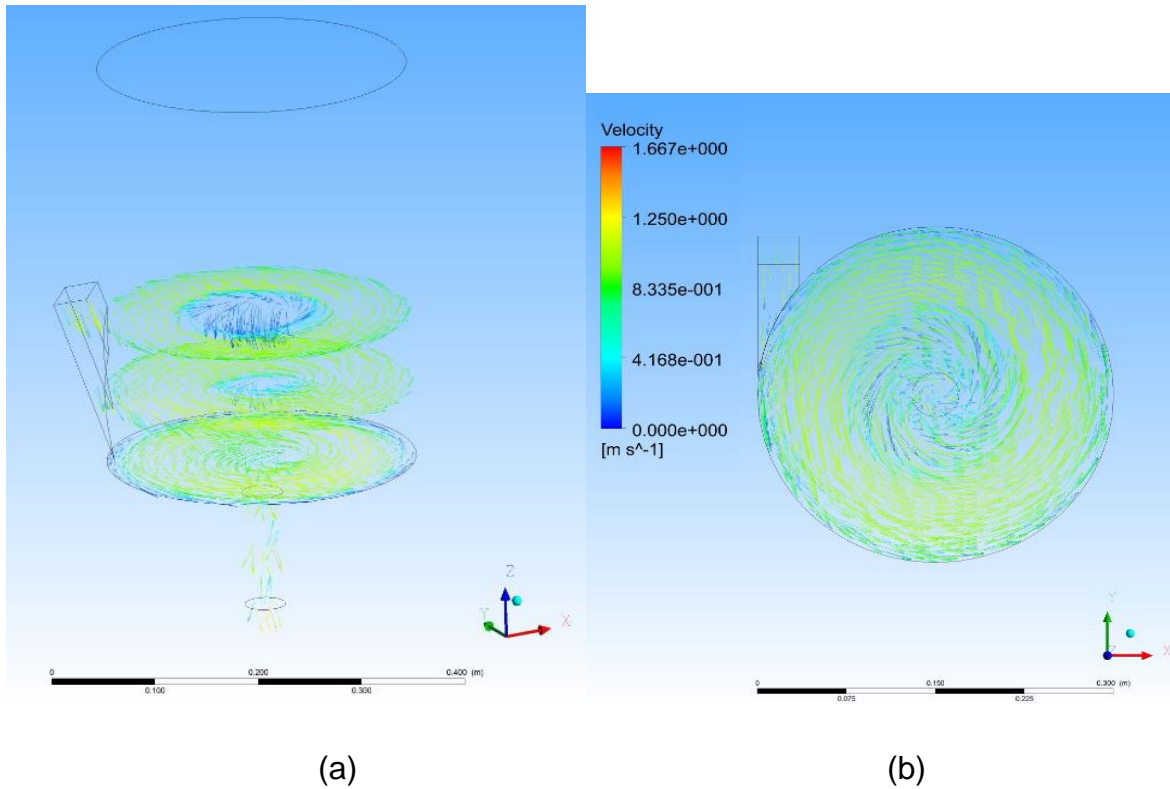 Velocity
1.667e+000
1.250e+000
8.335e-001
4.168e-001
0.000e+000
[m s^-1]
Z
Y
X
0 0.200 0.400 (m)
0.100 0.300
Y
Z
X
0 0.150 0.300 (m)
0.075 0.225
(a) (b)